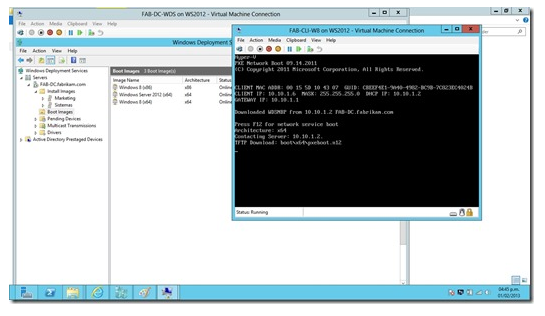 FAB-DC-WDS on WS2012 - Virtual Machine Connection
File Action Media Clipboard View Help
Windows Deployment Services
File Action View Help
Windows Deployment Services
Servers
FAB-DC.Fabrikam.com
Install Images
Marketing
Sistemas
Boot Images
Pending Devices
Multicast Transmissions
Drivers
Active Directory Prestaged Devices
Boot Images 3 Boot Image(s)
Image Name Architecture Status
Windows 8 (x86) x86 Online
Windows Server 2012 (x64) x64 Online
Windows 8 (x64) x64 Online
FAB-CLI-W8 on WS2012 - Virtual Machine Connection
File Action Media Clipboard View Help
Hyper-V
PXE Network Boot 09.14.2011
(C) Copyright 2011 Microsoft Corporation, All Rights Reserved.
CLIENT MAC ADDR: 00 15 5D 10 43 07 GUID:
CLIENT IP: 10.10.1.6 MASK: 255.255.255.0 DHCP IP: 10.10.1.2
GATEWAY IP: 10.10.1.1
Downloaded WDSNBP from 10.10.1.2 FAB-DC.fabrikam.com
Press F12 for network service boot
Architecture: x64
Contacting Server: 10.10.1.2.
TFTP Download: boot\x64\pxeboot.n12
Status: Running
04:45 p.m.
01/02/2013